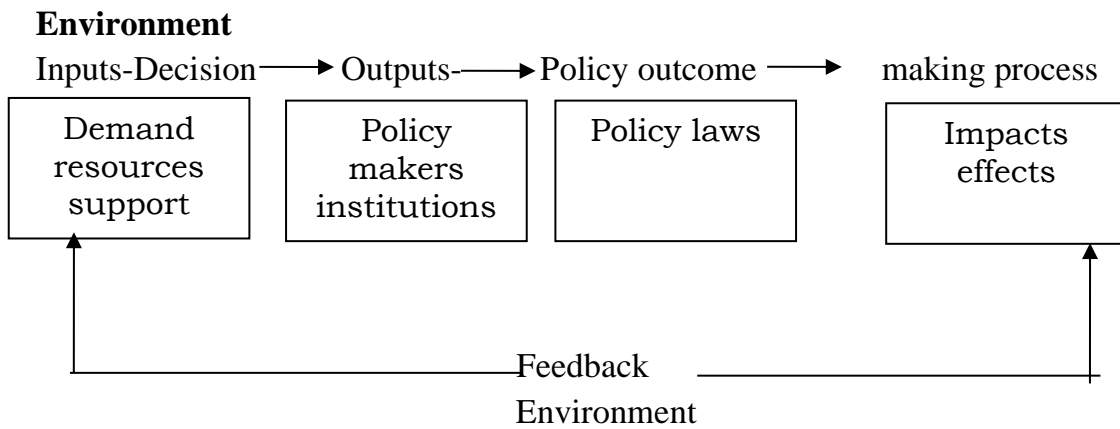 Environment
Inputs-Decision Outputs- Policy outcome making process
Demand
resources
support
Policy
makers
institutions
Policy laws
Impacts
effects
Feedback
Environment